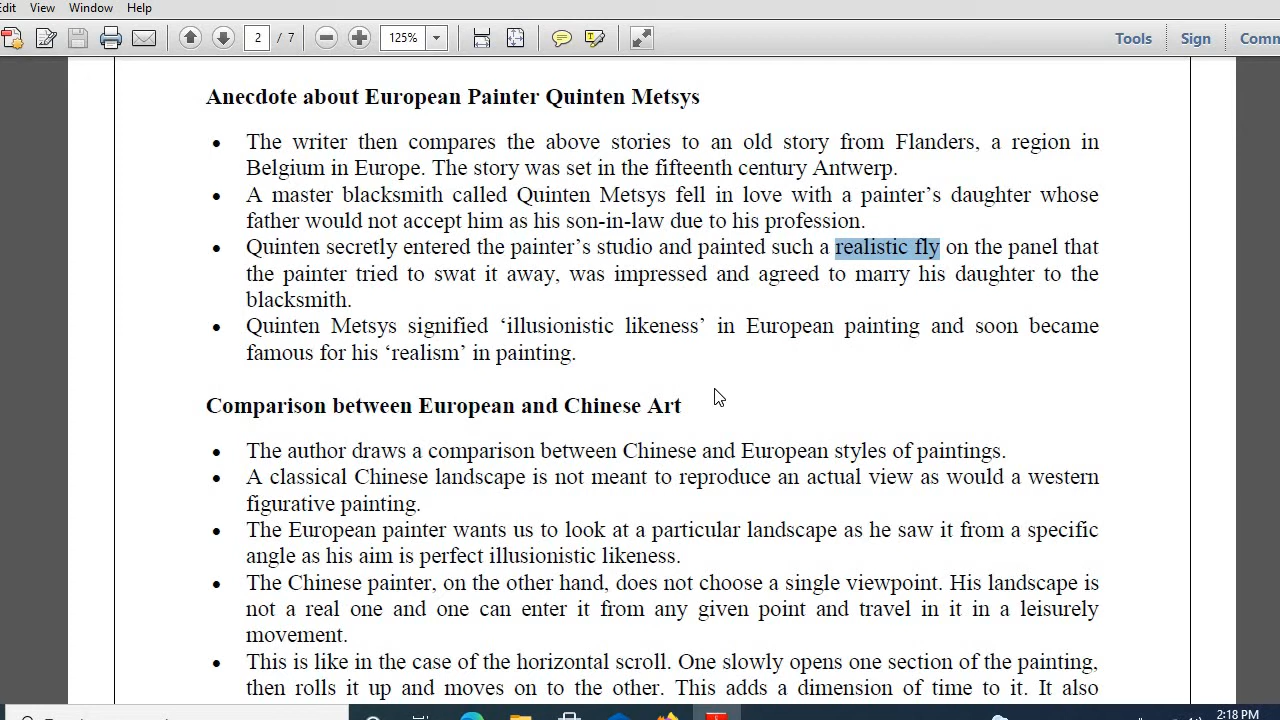 Edit View Window Help
2 / 7 125% Tools Sign Comm
Anecdote about European Painter Quinten Metsys
• The writer then compares the above stories to an old story from Flanders, a region in
Belgium in Europe. The story was set in the fifteenth century Antwerp.
• A master blacksmith called Quinten Metsys fell in love with a painter’s daughter whose
father would not accept him as his son-in-law due to his profession.
• Quinten secretly entered the painter’s studio and painted such a realistic fly on the panel that
the painter tried to swat it away, was impressed and agreed to marry his daughter to the
blacksmith.
• Quinten Metsys signified ‘illusionistic likeness’ in European painting and soon became
famous for his ‘realism’ in painting.
Comparison between European and Chinese Art
• The author draws a comparison between Chinese and European styles of paintings.
• A classical Chinese landscape is not meant to reproduce an actual view as would a western
figurative painting.
• The European painter wants us to look at a particular landscape as he saw it from a specific
angle as his aim is perfect illusionistic likeness.
• The Chinese painter, on the other hand, does not choose a single viewpoint. His landscape is
not a real one and one can enter it from any given point and travel in it in a leisurely
movement.
• This is like in the case of the horizontal scroll. One slowly opens one section of the painting,
then rolls it up and moves on to the other. This adds a dimension of time to it. It also
2:18 PM